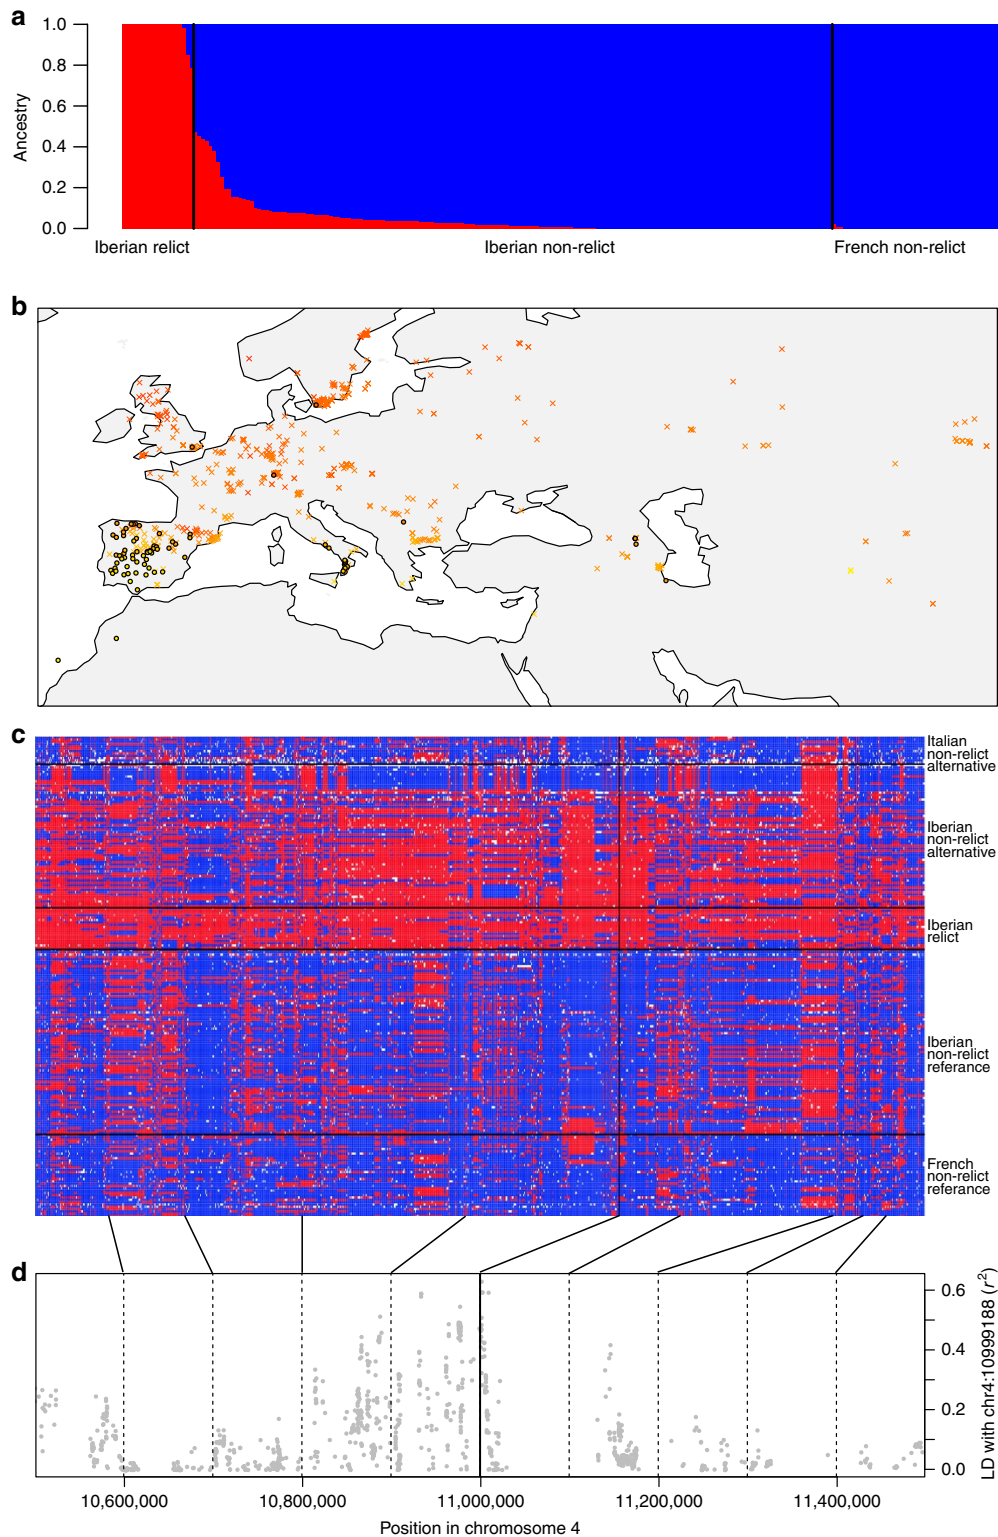 a
1.0
0.8
0.6
0.4
0.2
0.0
Ancestry
Iberian relict
Iberian non-relict
French non-relict
b
c
Italian
non-relict
alternative
Iberian
non-relict
alternative
Iberian
relict
Iberian
non-relict
referance
French
non-relict
referance
d
0.6
0.4
0.2
0.0
LD with chr4:10999188 (r²)
10,600,000
10,800,000
11,000,000
11,200,000
11,400,000
Position in chromosome 4